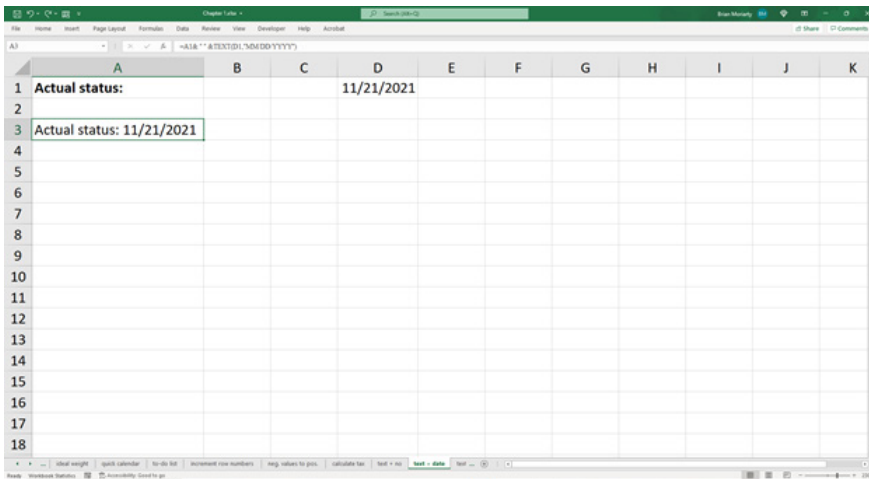 Chapter 1.xlsx
Search (Alt+Q)
Brian Moriarty BM
File Home Insert Page Layout Formulas Data Review View Developer Help Acrobat
Share Comments
A3 =A1& " " &TEXT(D1,"MM/DD/YYYY")
A B C D E F G H I J K
1 Actual status: 11/21/2021
2
3 Actual status: 11/21/2021
4
5
6
7
8
9
10
11
12
13
14
15
16
17
18
... ideal weight quick calendar to-do list increment row numbers neg. values to pos. calculate tax text + no text + date text ...
Ready Workbook Statistics Accessibility: Good to go